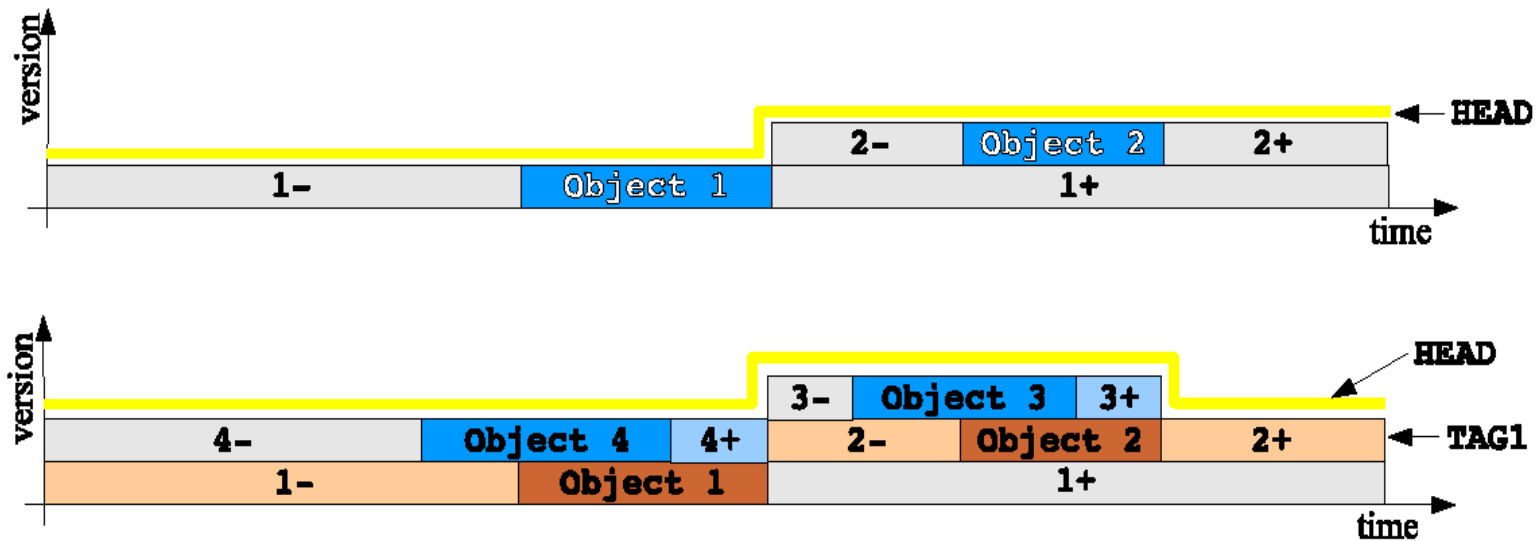 version
HEAD
2- Object 2 2+
1- Object 1 1+
time
version
HEAD
3- Object 3 3+
4- Object 4 4+ 2- Object 2 2+ TAG1
1- Object 1 1+
time